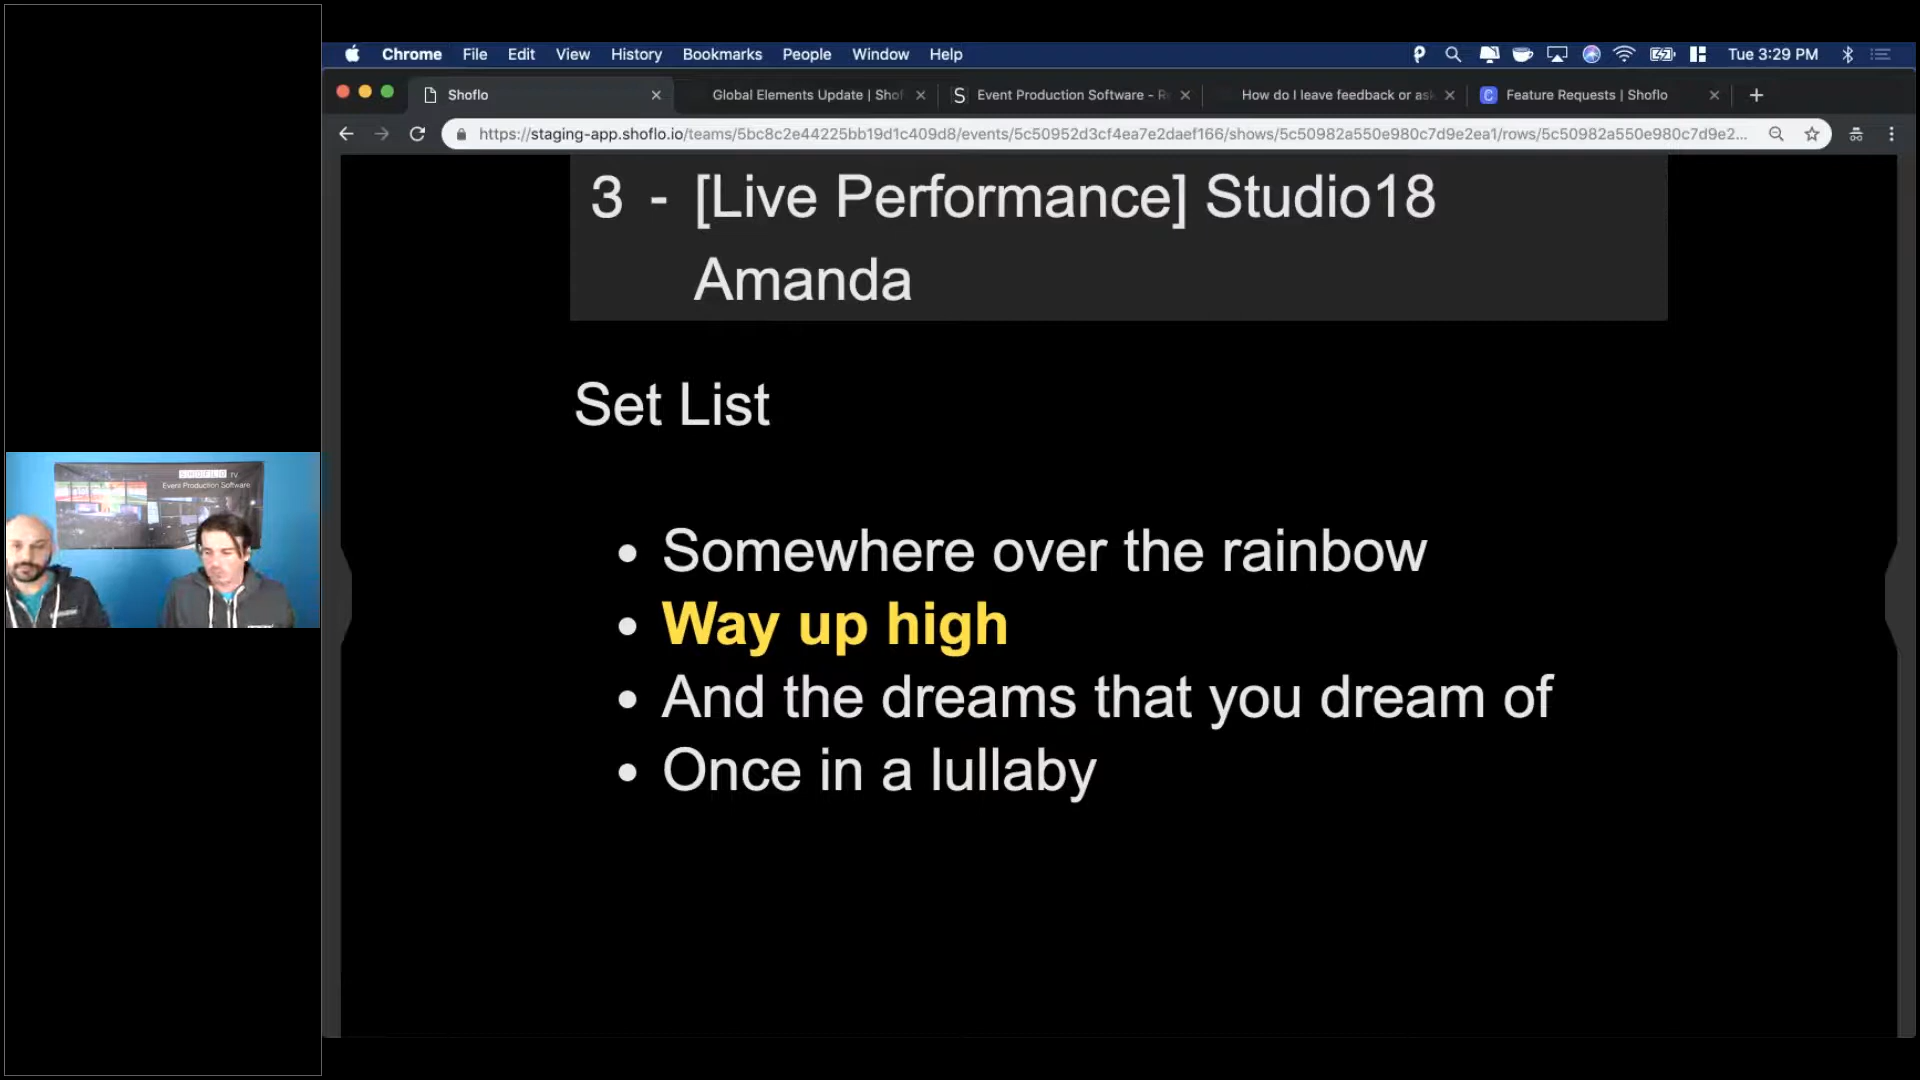 Chrome File Edit View History Bookmarks People Window Help Tue 3:29 PM
Shoflo Global Elements Update | Shof Event Production Software - R How do I leave feedback or as Feature Requests | Shoflo
https://staging-app.shoflo.io/teams/5bc8c2e44225bb19d1c409d8/events/5c50952d3cf4ea7e2daef166/shows/5c50982a550e980c7d9e2ea1/rows/5c50982a550e980c7d9e2...
3 - [Live Performance] Studio18
Amanda
Set List
• Somewhere over the rainbow
• Way up high
• And the dreams that you dream of
• Once in a lullaby
SHOFLO TV
Event Production Software